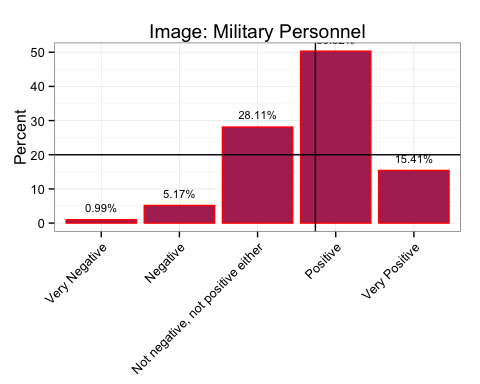 Image: Military Personnel
Percent
50
40
30
20
10
0
0.99%
5.17%
28.11%
15.41%
Very Negative
Negative
Not negative, not positive either
Positive
Very Positive